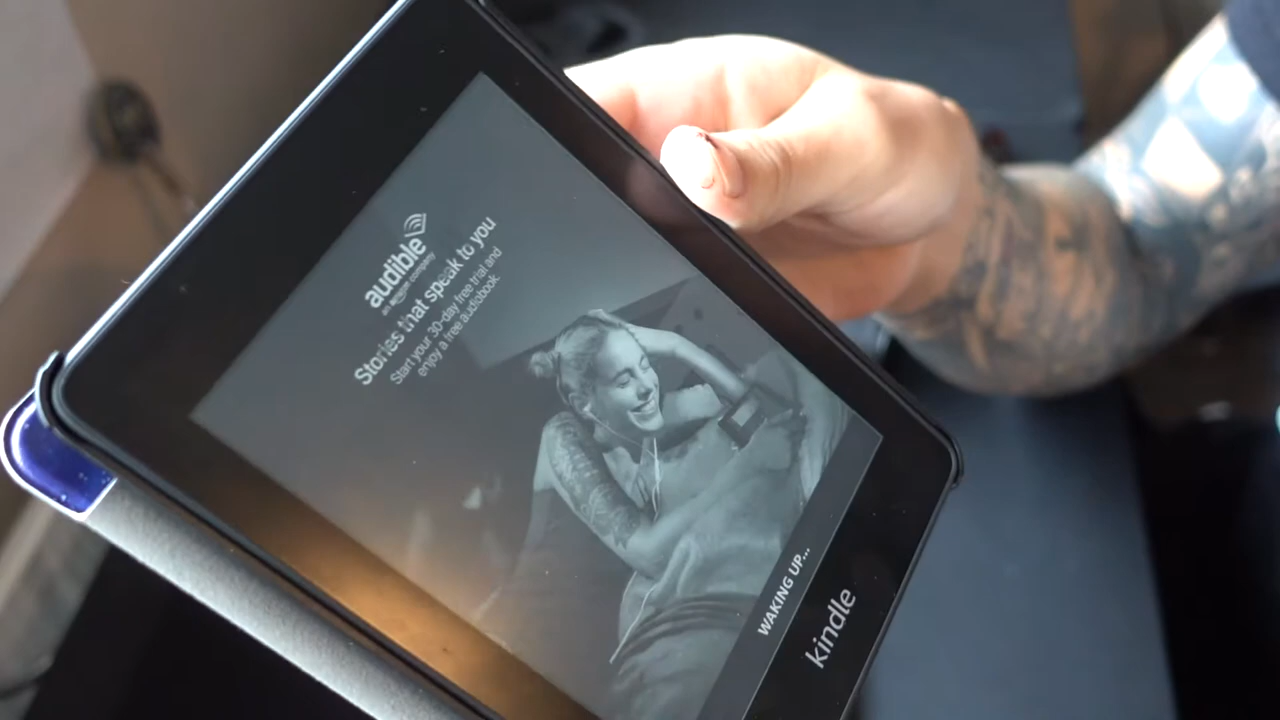 audible
an amazon company
Stories that speak to you
Start your 30-day free trial and
enjoy a free audiobook
WAKING UP...
kindle